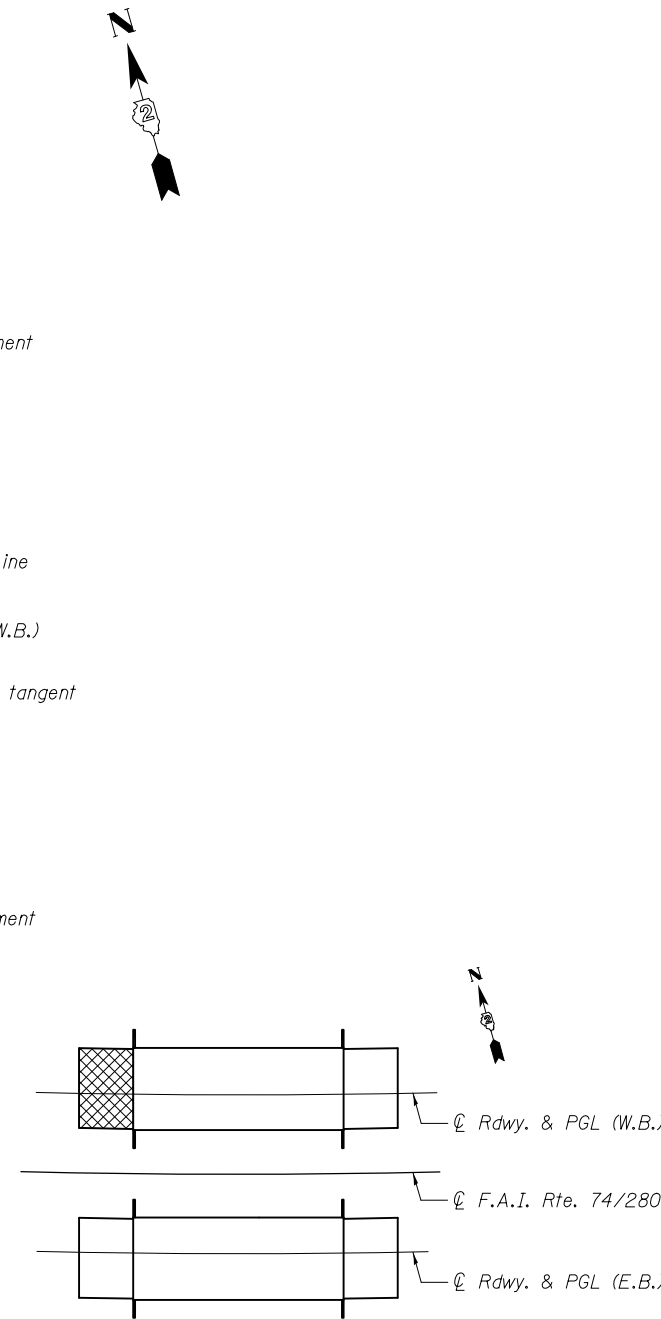 N
2
ment
ine
W.B.)
tangent
ment
N
2
℄ Rdwy. & PGL (W.B.)
℄ F.A.I. Rte. 74/280
℄ Rdwy. & PGL (E.B.)